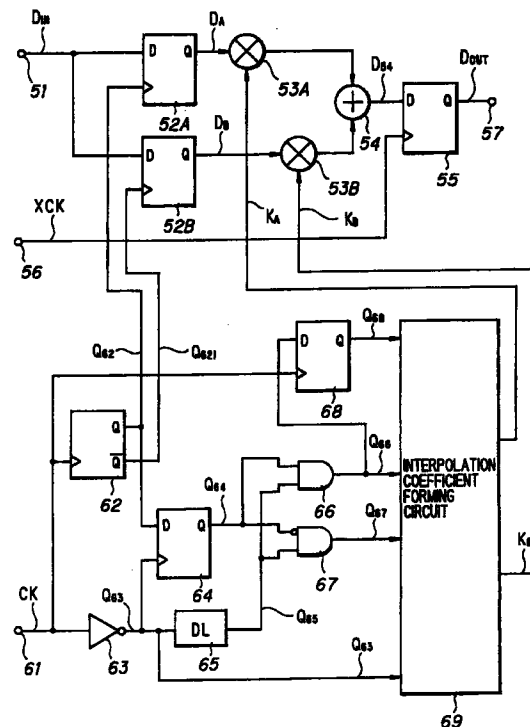 DIN
DA
D
Q
51
52A
53A
D54
DOUT
D
Q
54
55
57
DB
D
Q
52B
53B
XCK
KA
KB
56
Q62
Q621
D
Q
Q68
68
Q
Q
62
Q64
66
Q66
INTERPOLATION
COEFFICIENT
FORMING
CIRCUIT
D
Q
64
67
Q67
CK
Q63
Q65
61
63
DL
65
Q63
69